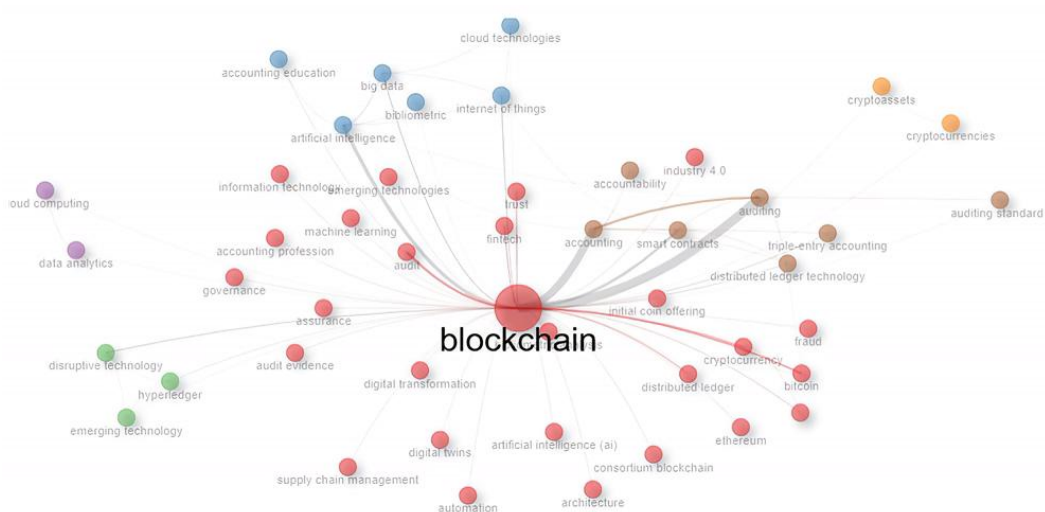 cloud technologies
accounting education
big data
bibliometric
internet of things
cryptoassets
cryptocurrencies
artificial intelligence
information technology
emerging technologies
trust
accountability
industry 4 0
auditing
auditing standard
oud computing
machine learning
fintech
accounting
smart contracts
triple-entry accounting
accounting profession
audit
data analytics
distributed ledger technology
governance
assurance
initial coin offering
blockchain
fraud
disruptive technology
audit evidence
cryptocurrency
hyperledger
digital transformation
distributed ledger
bitcoin
emerging technology
digital twins
artificial intelligence (ai)
ethereum
consortium blockchain
supply chain management
automation
architecture